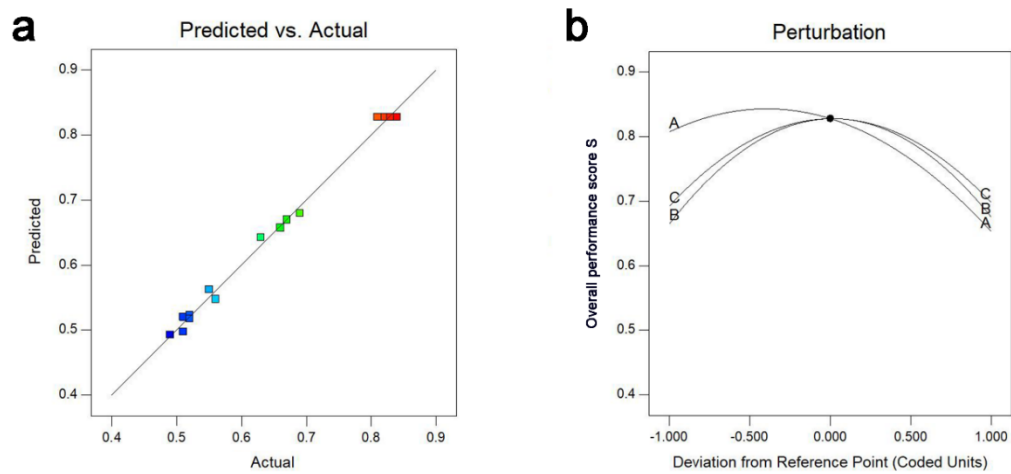 a
Predicted vs. Actual
Predicted
0.9
0.8
0.7
0.6
0.5
0.4
0.4 0.5 0.6 0.7 0.8 0.9
Actual
b
Perturbation
Overall performance score S
0.9
0.8
0.7
0.6
0.5
0.4
A
C
B
C
B
A
-1.000 -0.500 0.000 0.500 1.000
Deviation from Reference Point (Coded Units)